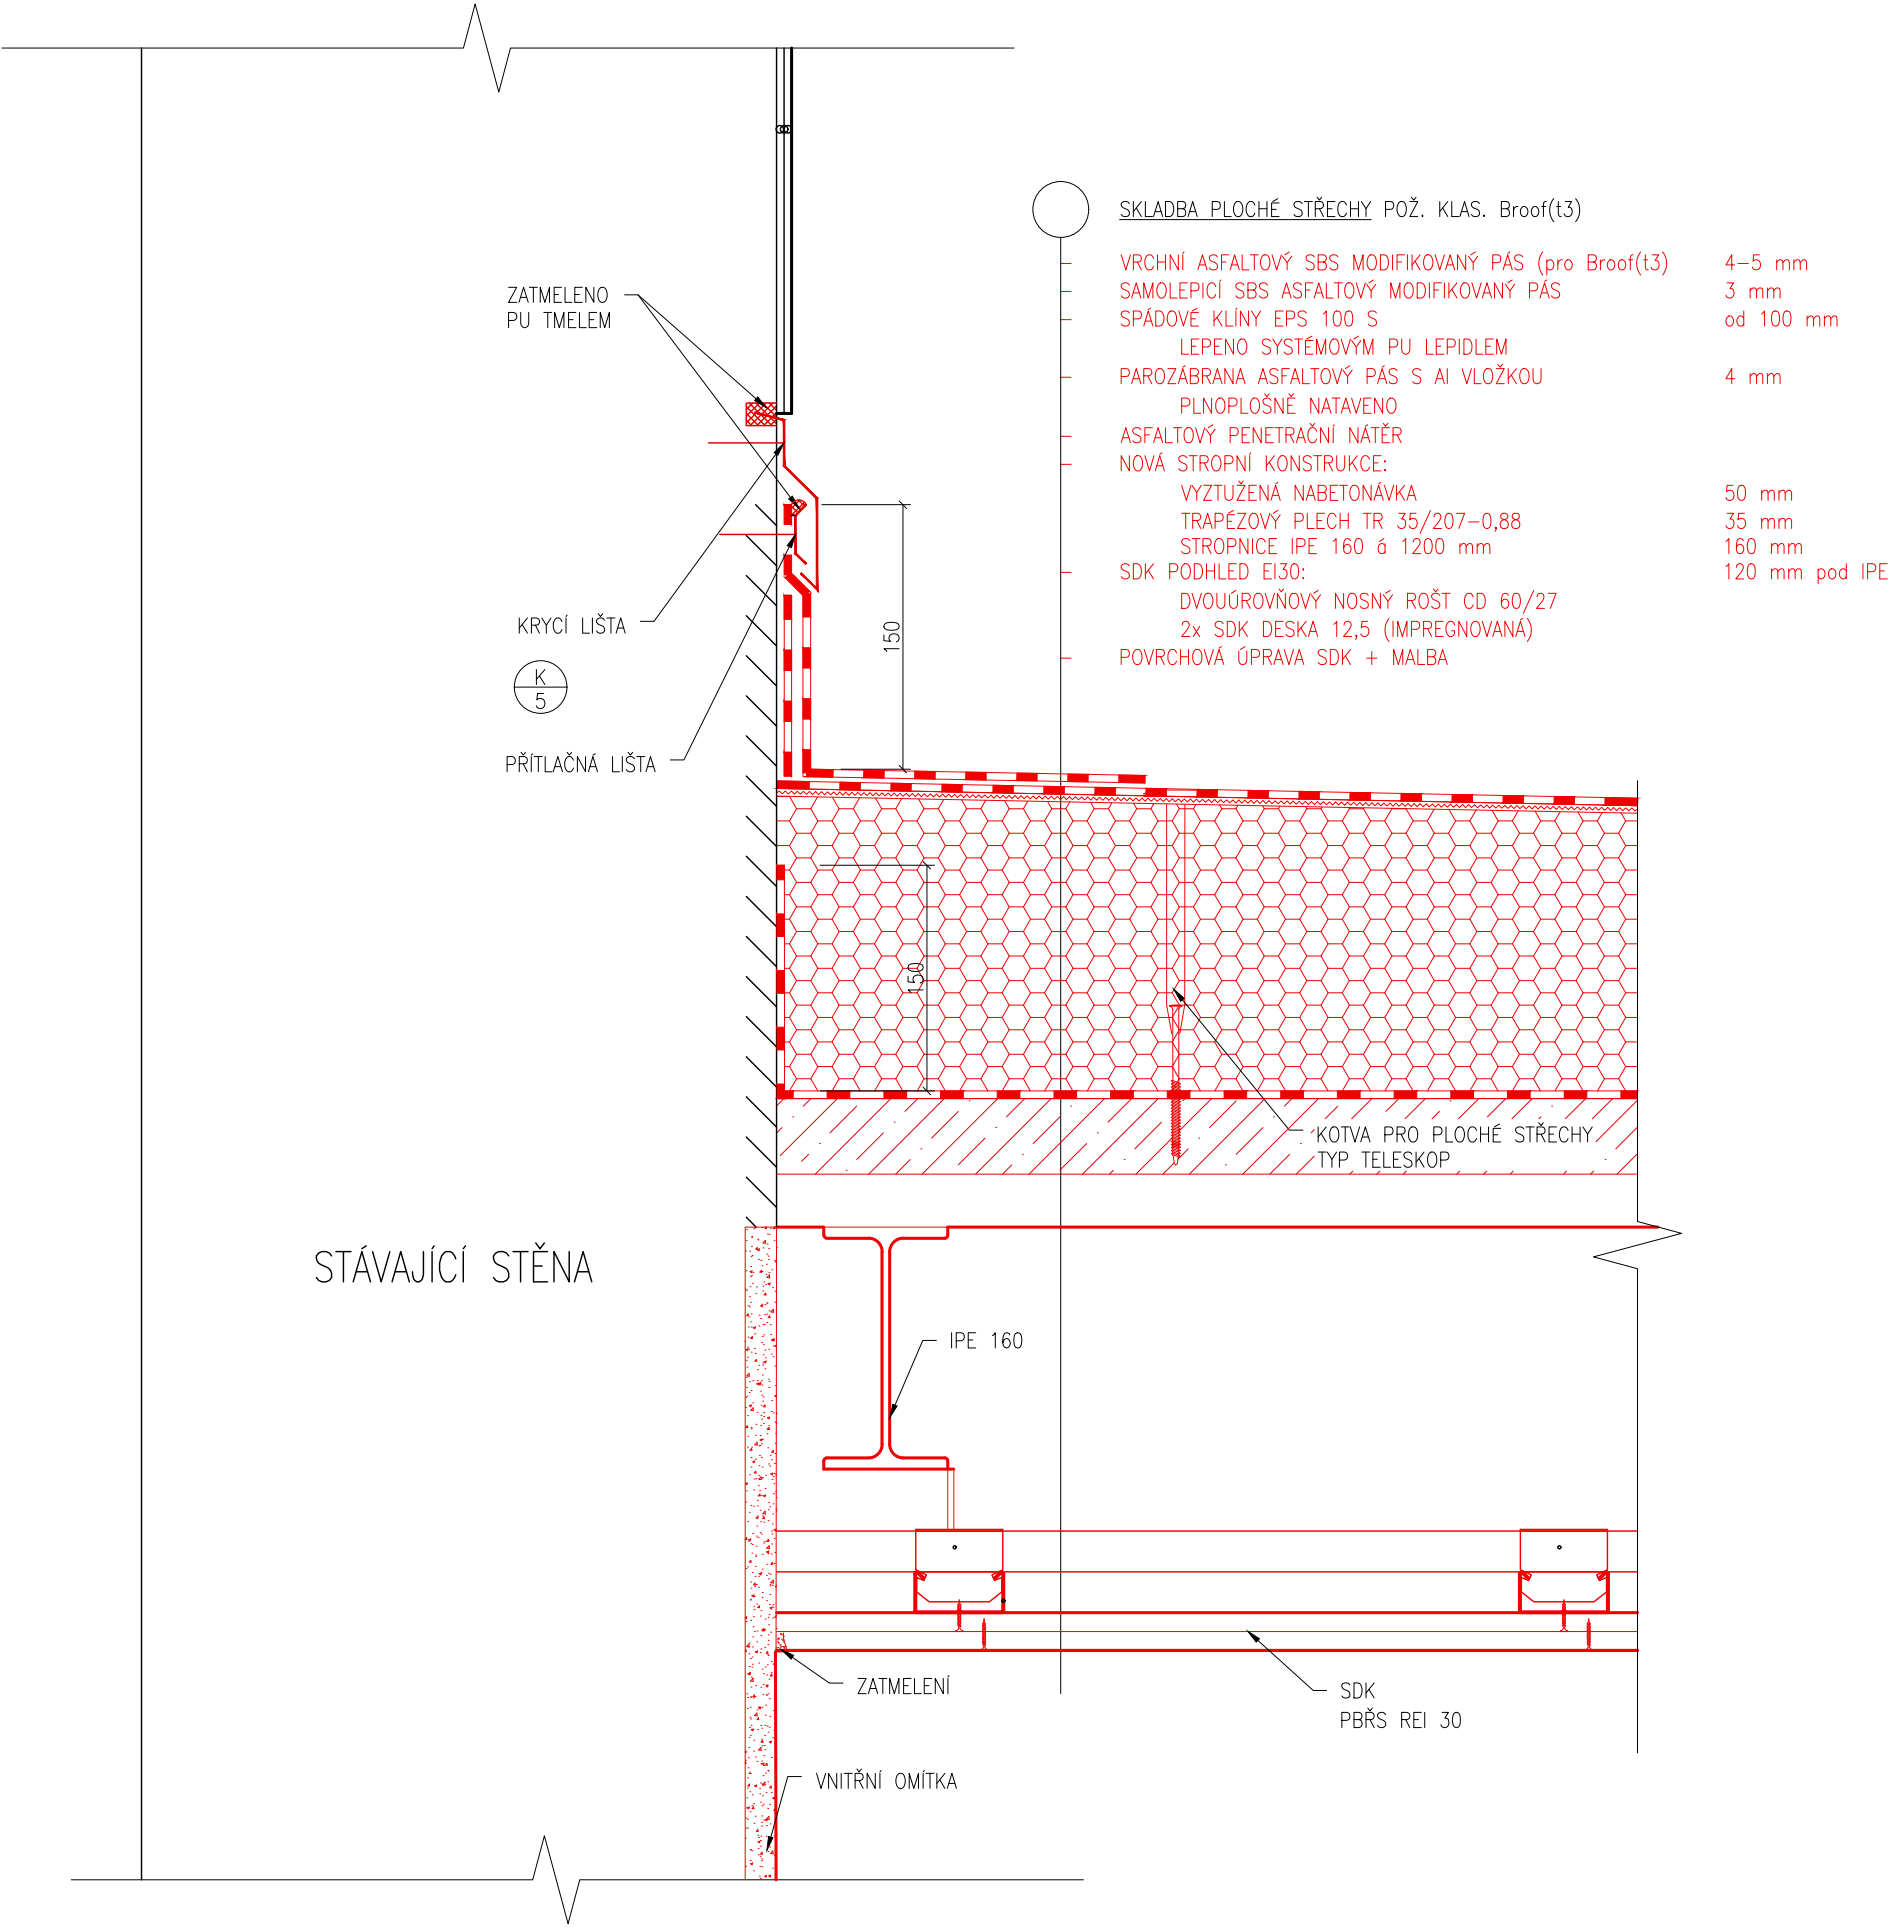 SKLADBA PLOCHÉ STŘECHY POŽ. KLAS. Broof(t3)
VRCHNÍ ASFALTOVÝ SBS MODIFIKOVANÝ PÁS (pro Broof(t3) 4-5 mm
SAMOLEPICÍ SBS ASFALTOVÝ MODIFIKOVANÝ PÁS 3 mm
SPÁDOVÉ KLÍNY EPS 100 S od 100 mm
LEPENO SYSTÉMOVÝM PU LEPIDLEM
PAROZÁBRANA ASFALTOVÝ PÁS S Al VLOŽKOU 4 mm
PLNOPLOŠNĚ NATAVENO
ASFALTOVÝ PENETRAČNÍ NÁTĚR
NOVÁ STROPNÍ KONSTRUKCE:
VYZTUŽENÁ NABETONÁVKA 50 mm
TRAPÉZOVÝ PLECH TR 35/207-0,88 35 mm
STROPNICE IPE 160 á 1200 mm 160 mm
SDK PODHLED EI30: 120 mm pod IPE
DVOUÚROVŇOVÝ NOSNÝ ROŠT CD 60/27
2x SDK DESKA 12,5 (IMPREGNOVANÁ)
POVRCHOVÁ ÚPRAVA SDK + MALBA
ZATMELENO
PU TMELEM
KRYCÍ LIŠTA
K
5
PŘÍTLAČNÁ LIŠTA
150
150
KOTVA PRO PLOCHÉ STŘECHY
TYP TELESKOP
STÁVAJÍCÍ STĚNA
IPE 160
ZATMELENÍ
SDK
PBŘS REI 30
VNITŘNÍ OMÍTKA